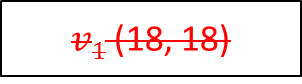 v₁ (18, 18)